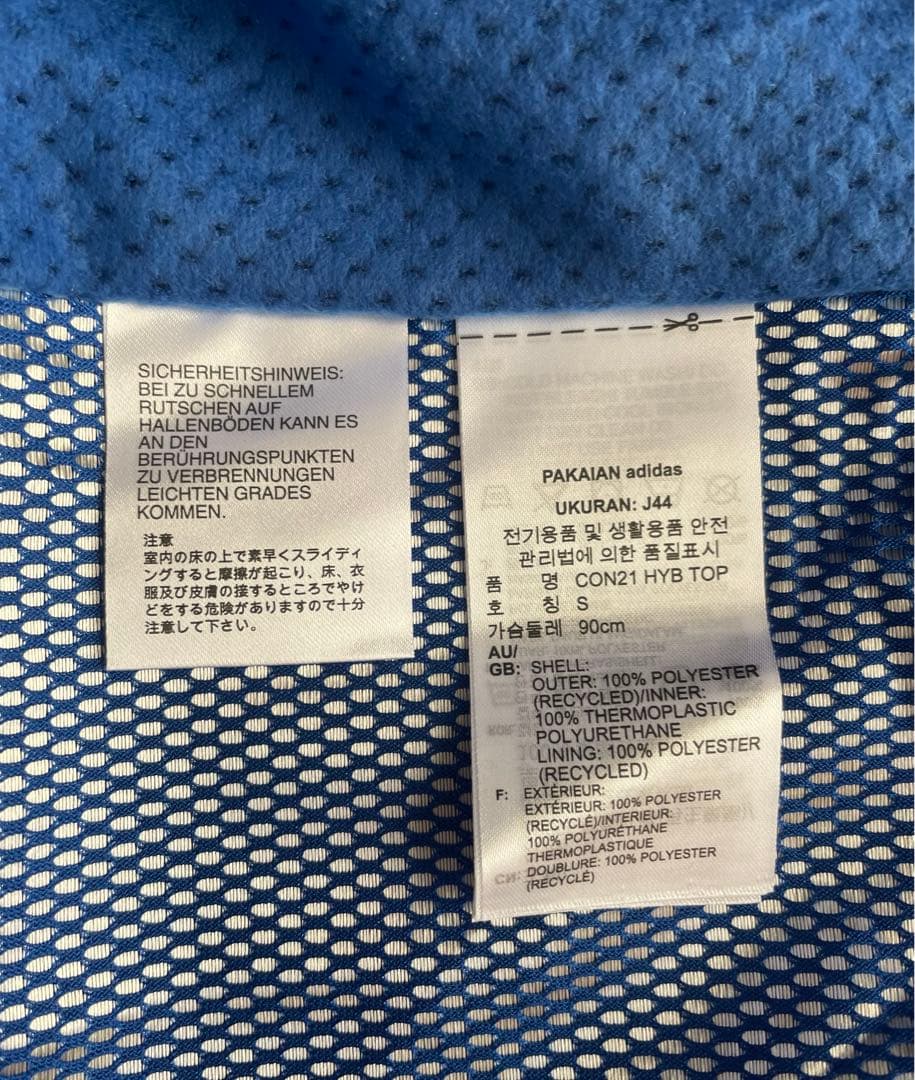 SICHERHEITSHINWEIS:
BEI ZU SCHNELLEM
RUTSCHEN AUF
HALLENBÖDEN KANN ES
AN DEN
BERÜHRUNGSPUNKTEN
ZU VERBRENNUNGEN
LEICHTEN GRADES
KOMMEN.
注意
室内の床の上で素早くスライディ
ングすると摩擦が起こり、床、衣
服及び皮膚の接するところでやけ
どをする危険がありますので十分
注意して下さい。
PAKAIAN adidas
UKURAN: J44
전기용품 및 생활용품 안전
관리법에 의한 품질표시
품 명 CON21 HYB TOP
호 칭 S
가슴둘레 90cm
AU/
GB: SHELL:
OUTER: 100% POLYESTER
(RECYCLED)/INNER:
100% THERMOPLASTIC
POLYURETHANE
LINING: 100% POLYESTER
(RECYCLED)
F: EXTÉRIEUR:
EXTÉRIEUR: 100% POLYESTER
(RECYCLÉ)/INTERIEUR:
100% POLYURÉTHANE
THERMOPLASTIQUE
DOUBLURE: 100% POLYESTER
(RECYCLÉ)